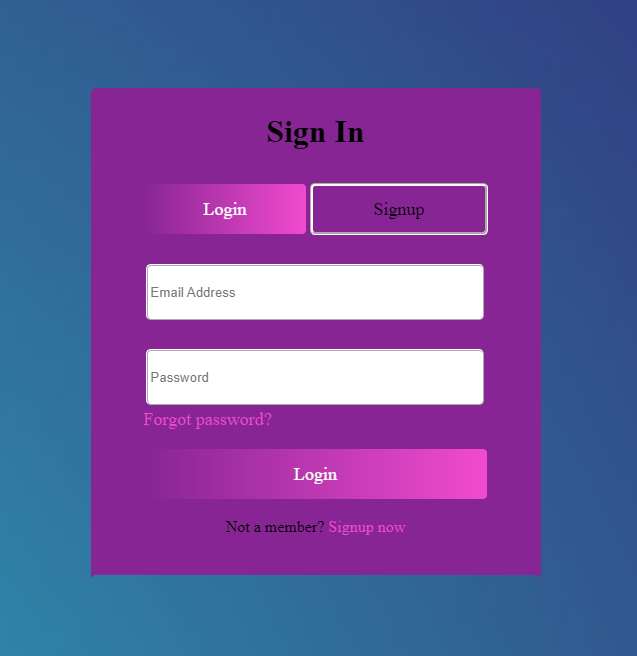 Sign In
Login Signup
Email Address
Password
Forgot password?
Login
Not a member? Signup now